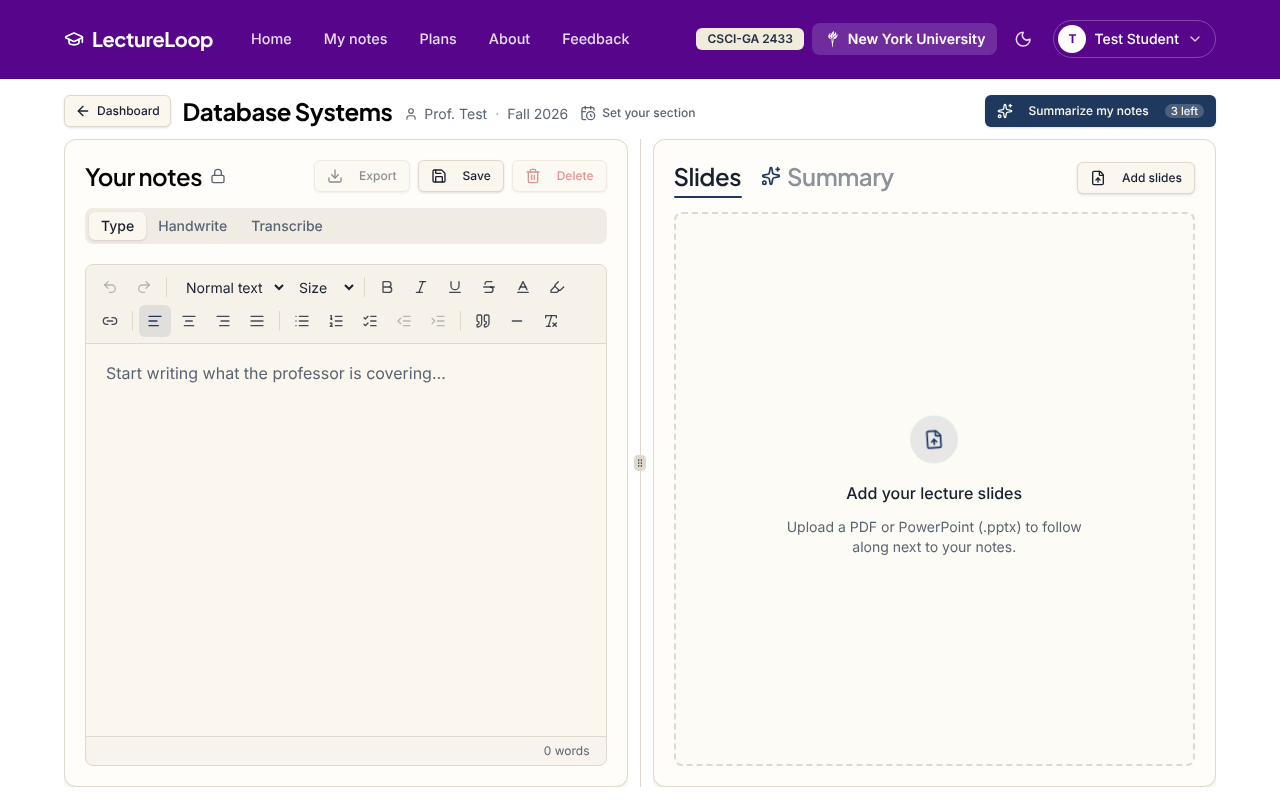 LectureLoop
Home
My notes
Plans
About
Feedback
CSCI-GA 2433
New York University
T
Test Student
Dashboard
Database Systems
Prof. Test · Fall 2026
Set your section
Summarize my notes
3 left
Your notes
Export
Save
Delete
Type
Handwrite
Transcribe
Normal text
Size
Start writing what the professor is covering...
0 words
Slides
Summary
Add slides
Add your lecture slides
Upload a PDF or PowerPoint (.pptx) to follow
along next to your notes.